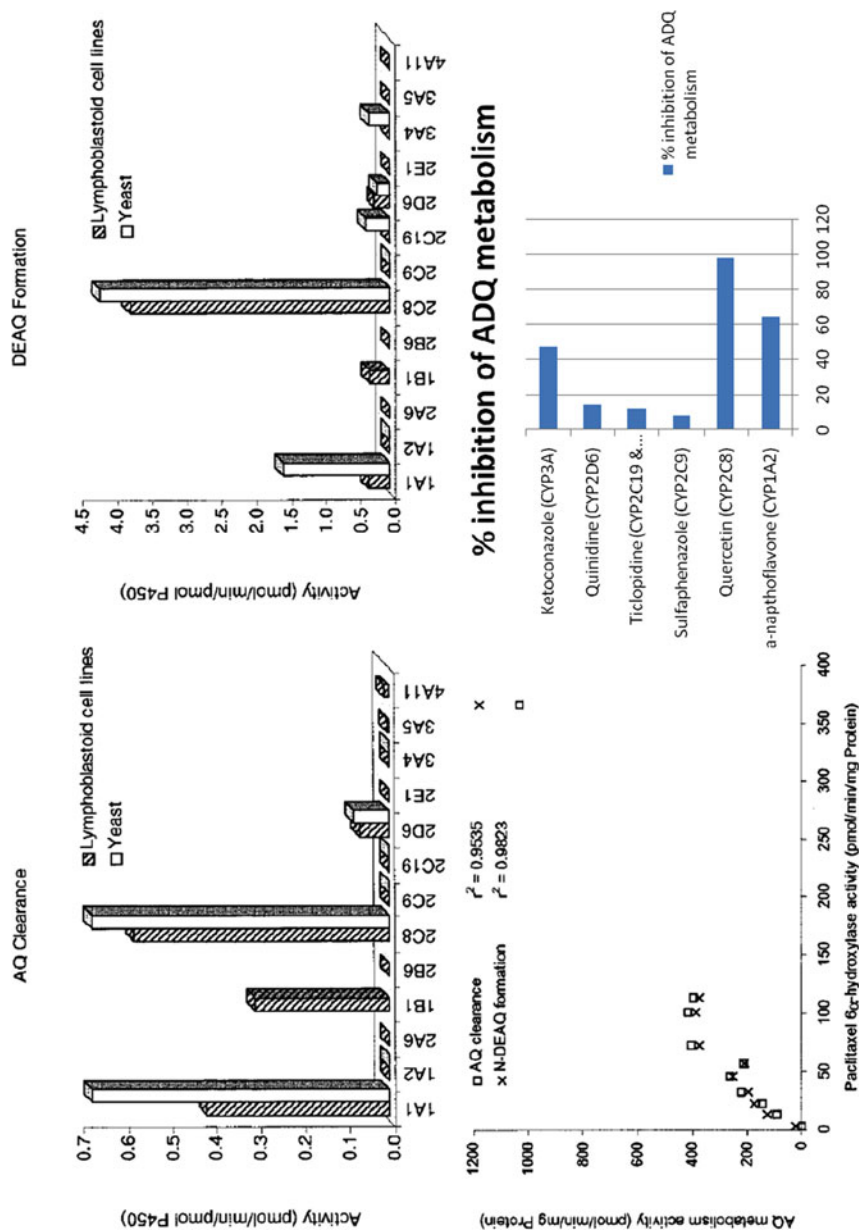 AQ Clearance
Activity (pmol/min/pmol P450)
0.7
0.6
0.5
0.4
0.3
0.2
0.1
0.0
Lymphoblastoid cell lines
Yeast
1A1
1A2
2A6
1B1
2B6
2C8
2C9
2C19
2D6
2E1
3A4
3A5
4A11
DEAQ Formation
Activity (pmol/min/pmol P450)
4.5
4.0
3.5
3.0
2.5
2.0
1.5
1.0
0.5
0.0
Lymphoblastoid cell lines
Yeast
1A1
1A2
2A6
1B1
2B6
2C8
2C9
2C19
2D6
2E1
3A4
3A5
4A11
AQ metabolism activity (pmol/min/mg Protein)
1200
1000
800
600
400
200
0
AQ clearance r² = 0.9535
N-DEAQ formation r² = 0.9823
0 50 100 150 200 250 300 350 400
Paclitaxel 6α-hydroxylase activity (pmol/min/mg Protein)
% inhibition of ADQ metabolism
Ketoconazole (CYP3A)
Quinidine (CYP2D6)
Ticlopidine (CYP2C19 &...
Sulfaphenazole (CYP2C9)
Quercetin (CYP2C8)
a-napthoflavone (CYP1A2)
0 20 40 60 80 100 120
% inhibition of ADQ
metabolism